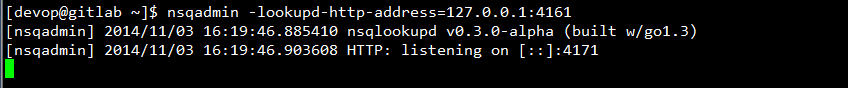 [devop@gitlab ~]$ nsqadmin -lookupd-http-address=127.0.0.1:4161
[nsqadmin] 2014/11/03 16:19:46.885410 nsqlookupd v0.3.0-alpha (built w/go1.3)
[nsqadmin] 2014/11/03 16:19:46.903608 HTTP: listening on [::]:4171